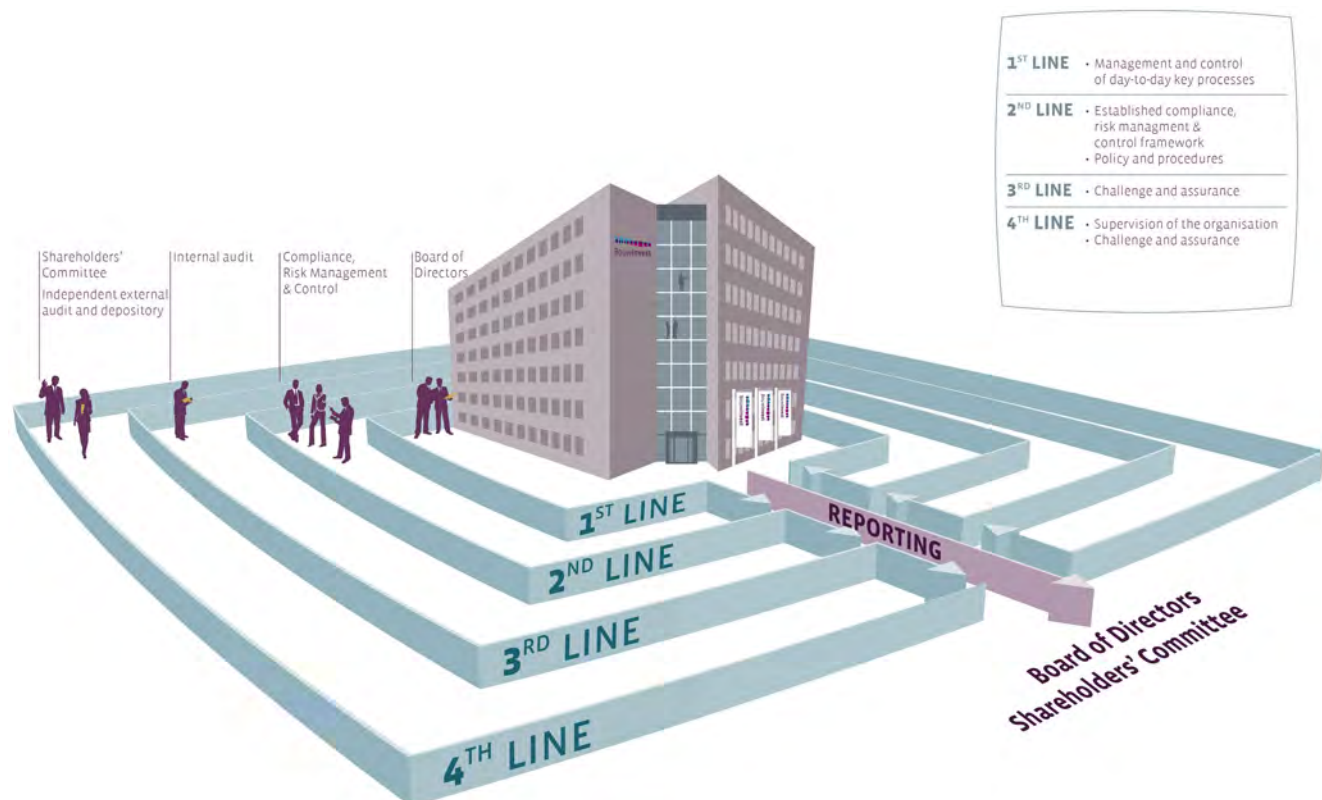 1ST LINE • Management and control
of day-to-day key processes
2ND LINE • Established compliance,
risk managment &
control framework
• Policy and procedures
3RD LINE • Challenge and assurance
4TH LINE • Supervision of the organisation
• Challenge and assurance
Shareholders'
Committee
Independent external
audit and depository
Internal audit
Compliance,
Risk Management
& Control
Board of
Directors
1ST LINE
2ND LINE
3RD LINE
4TH LINE
REPORTING
Board of Directors
Shareholders' Committee